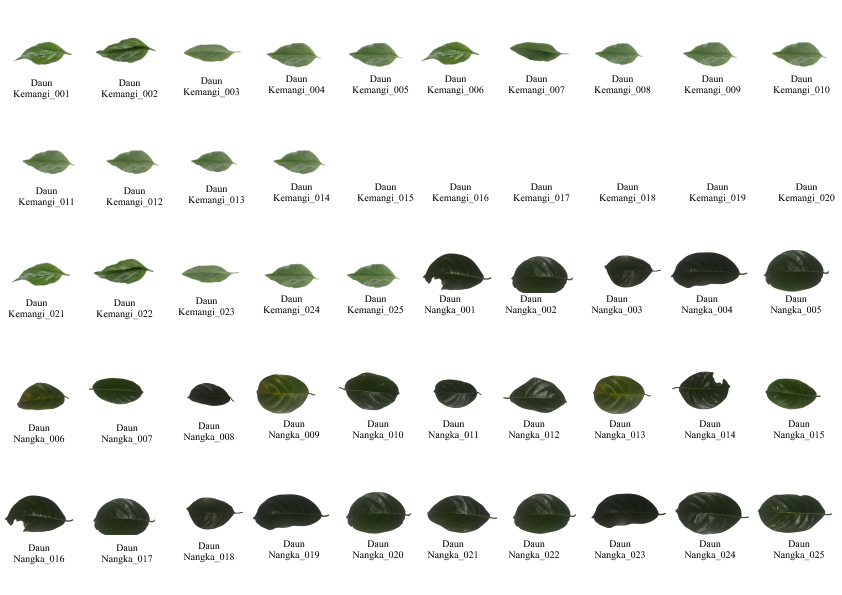 Daun
Kemangi_001
Daun
Kemangi_002
Daun
Kemangi_003
Daun
Kemangi_004
Daun
Kemangi_005
Daun
Kemangi_006
Daun
Kemangi_007
Daun
Kemangi_008
Daun
Kemangi_009
Daun
Kemangi_010
Daun
Kemangi_011
Daun
Kemangi_012
Daun
Kemangi_013
Daun
Kemangi_014
Daun
Kemangi_015
Daun
Kemangi_016
Daun
Kemangi_017
Daun
Kemangi_018
Daun
Kemangi_019
Daun
Kemangi_020
Daun
Kemangi_021
Daun
Kemangi_022
Daun
Kemangi_023
Daun
Kemangi_024
Daun
Kemangi_025
Daun
Nangka_001
Daun
Nangka_002
Daun
Nangka_003
Daun
Nangka_004
Daun
Nangka_005
Daun
Nangka_006
Daun
Nangka_007
Daun
Nangka_008
Daun
Nangka_009
Daun
Nangka_010
Daun
Nangka_011
Daun
Nangka_012
Daun
Nangka_013
Daun
Nangka_014
Daun
Nangka_015
Daun
Nangka_016
Daun
Nangka_017
Daun
Nangka_018
Daun
Nangka_019
Daun
Nangka_020
Daun
Nangka_021
Daun
Nangka_022
Daun
Nangka_023
Daun
Nangka_024
Daun
Nangka_025